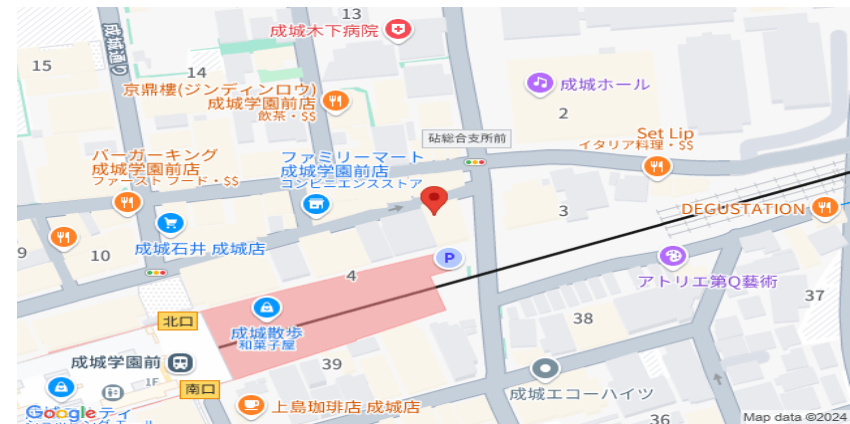 13
成城木下病院
成城通り
15
14
京鼎樓(ジンディンロウ)
成城学園前店
飲茶・$$
成城ホール
2
砧総合支所前
Set Lip
イタリア料理・$$
バーガーキング
成城学園前店
ファーストフード・$$
ファミリーマート
成城学園前店
コンビニエンスストア
3
DEGUSTATION
9
10
成城石井 成城店
P
4
アトリエ第Q藝術
37
北口
成城散歩
和菓子屋
38
成城学園前
39
1F
南口
成城エコーハイツ
上島珈琲店 成城店
Google
ティ
36
Map data ©2024